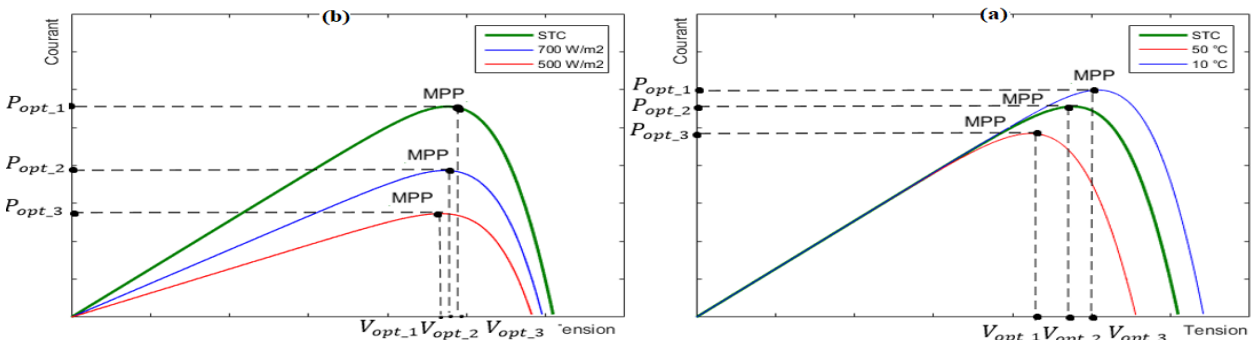 (b)
Courant
STC
700 W/m2
500 W/m2
MPP
P_opt_1
MPP
P_opt_2
MPP
P_opt_3
V_opt_1 V_opt_2 V_opt_3 ension
(a)
Courant
STC
50 °C
10 °C
MPP
P_opt_1
MPP
P_opt_2
MPP
P_opt_3
V_opt_1 V_opt_2 V_opt_3 Tension